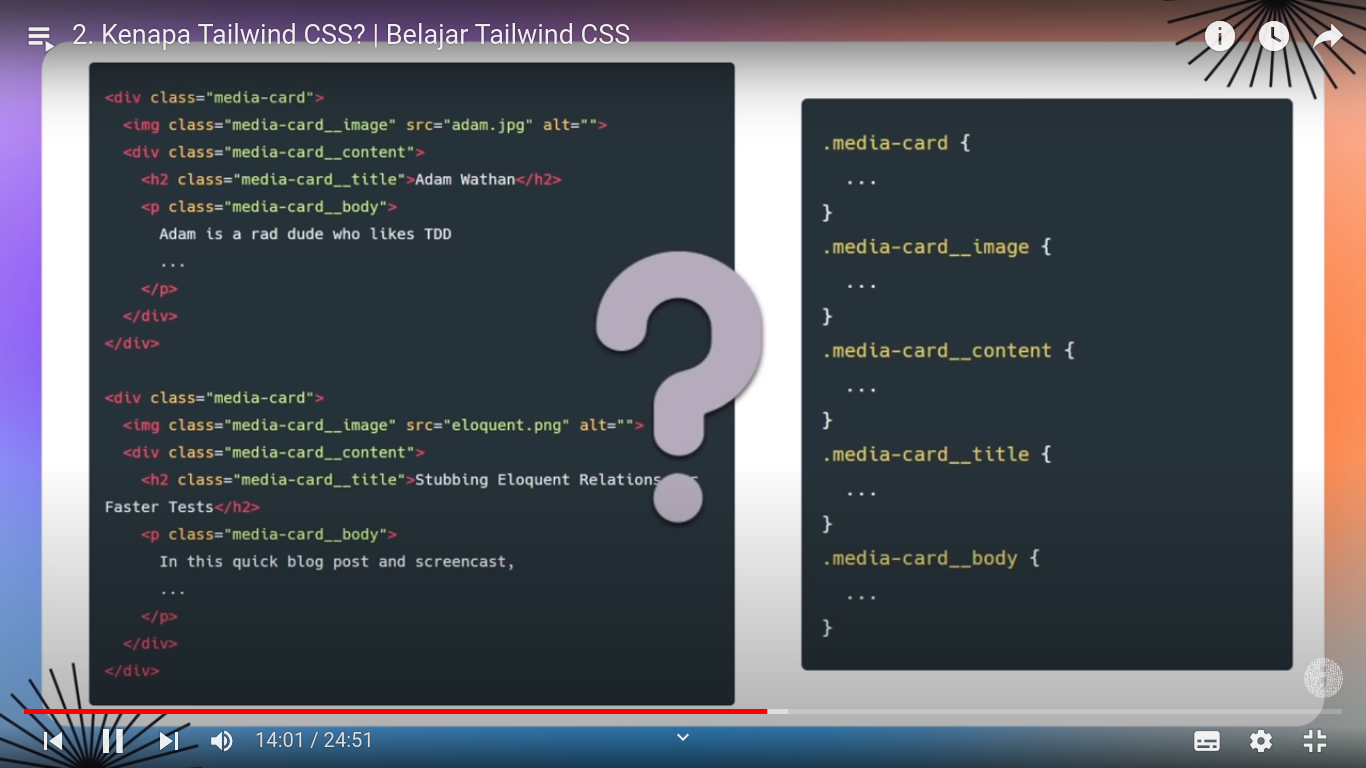 2. Kenapa Tailwind CSS? | Belajar Tailwind CSS
<div class="media-card">
<img class="media-card__image" src="adam.jpg" alt="">
<div class="media-card__content">
<h2 class="media-card__title">Adam Wathan</h2>
<p class="media-card__body">
Adam is a rad dude who likes TDD
...
</p>
</div>
</div>
<div class="media-card">
<img class="media-card__image" src="eloquent.png" alt="">
<div class="media-card__content">
<h2 class="media-card__title">Stubbing Eloquent Relations
Faster Tests</h2>
<p class="media-card__body">
In this quick blog post and screencast,
...
</p>
</div>
</div>
.media-card {
...
}
.media-card__image {
...
}
.media-card__content {
...
}
.media-card__title {
...
}
.media-card__body {
...
}
?
14:01 / 24:51